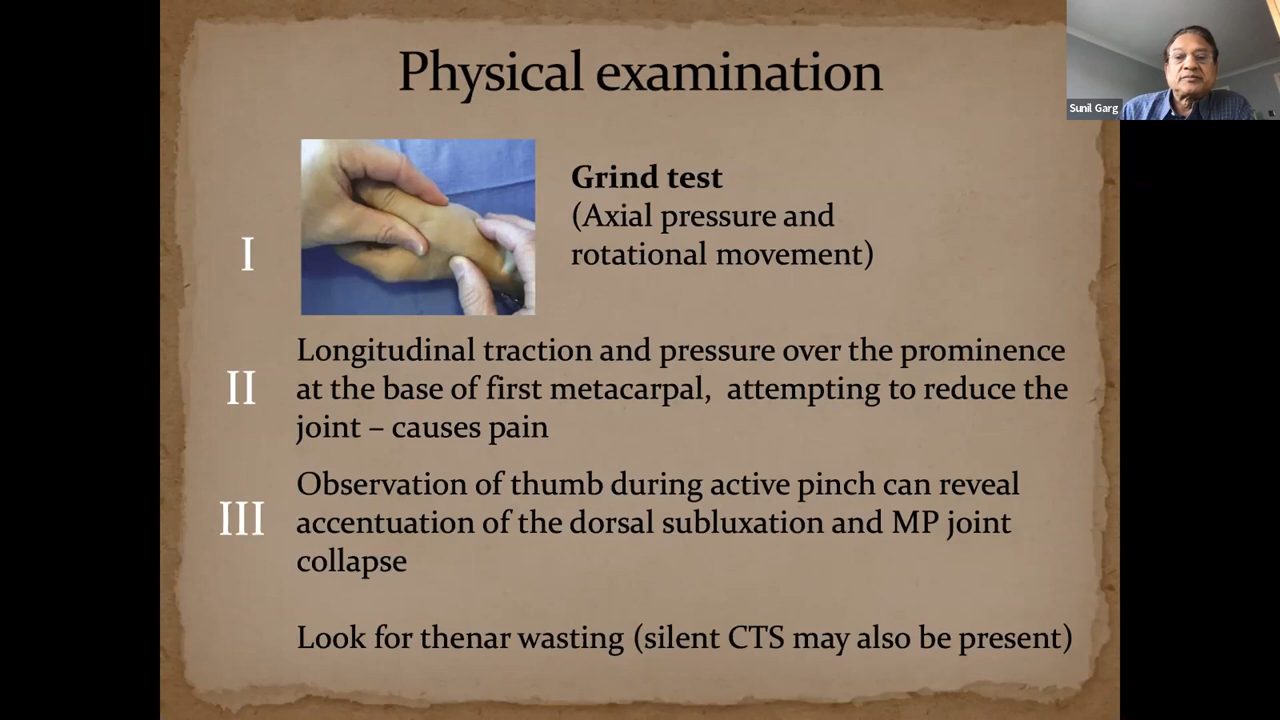 Physical examination
Sunil Garg
I
Grind test
(Axial pressure and
rotational movement)
II
Longitudinal traction and pressure over the prominence
at the base of first metacarpal,  attempting to reduce the
joint – causes pain
III
Observation of thumb during active pinch can reveal
accentuation of the dorsal subluxation and MP joint
collapse
Look for thenar wasting (silent CTS may also be present)